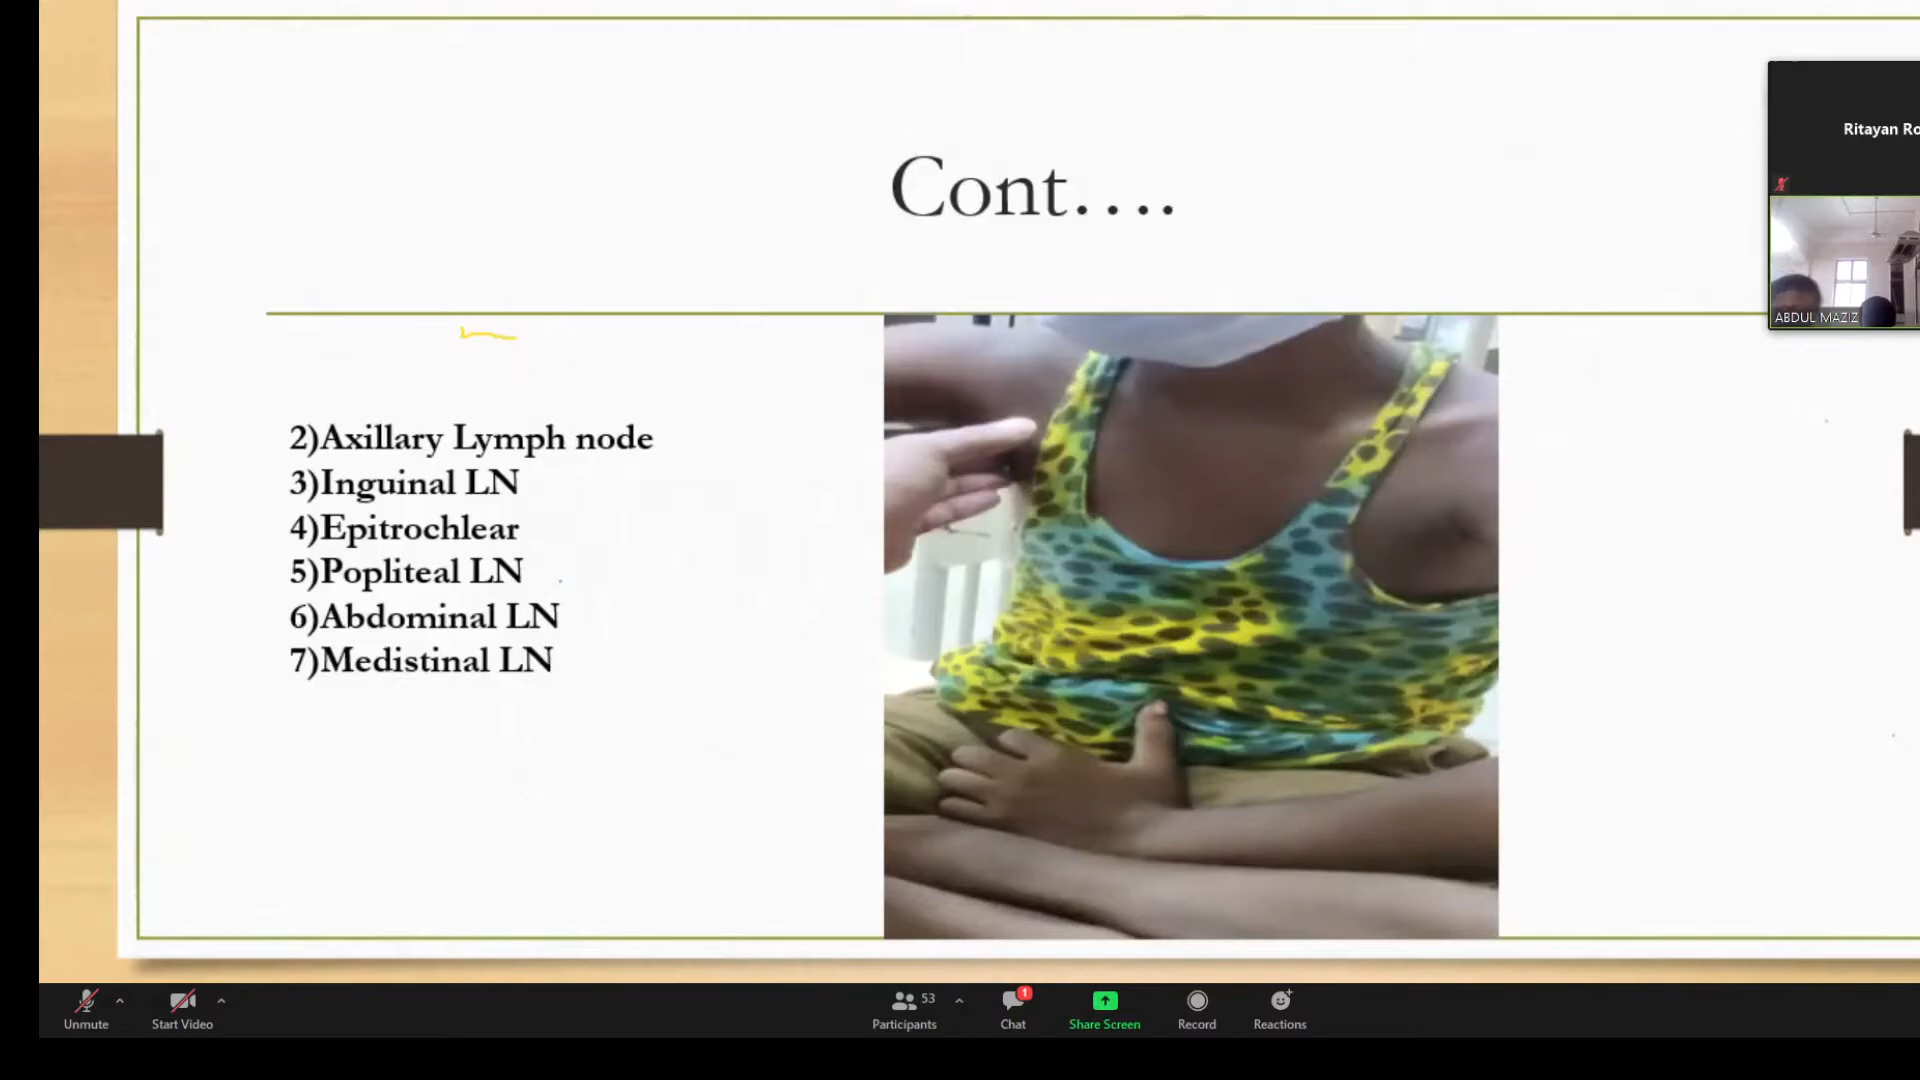 Cont….
Ritayan Ro
ABDUL MAZIZ
2)Axillary Lymph node
3)Inguinal LN
4)Epitrochlear
5)Popliteal LN
6)Abdominal LN
7)Medistinal LN
Unmute
Start Video
53
Participants
1
Chat
Share Screen
Record
Reactions